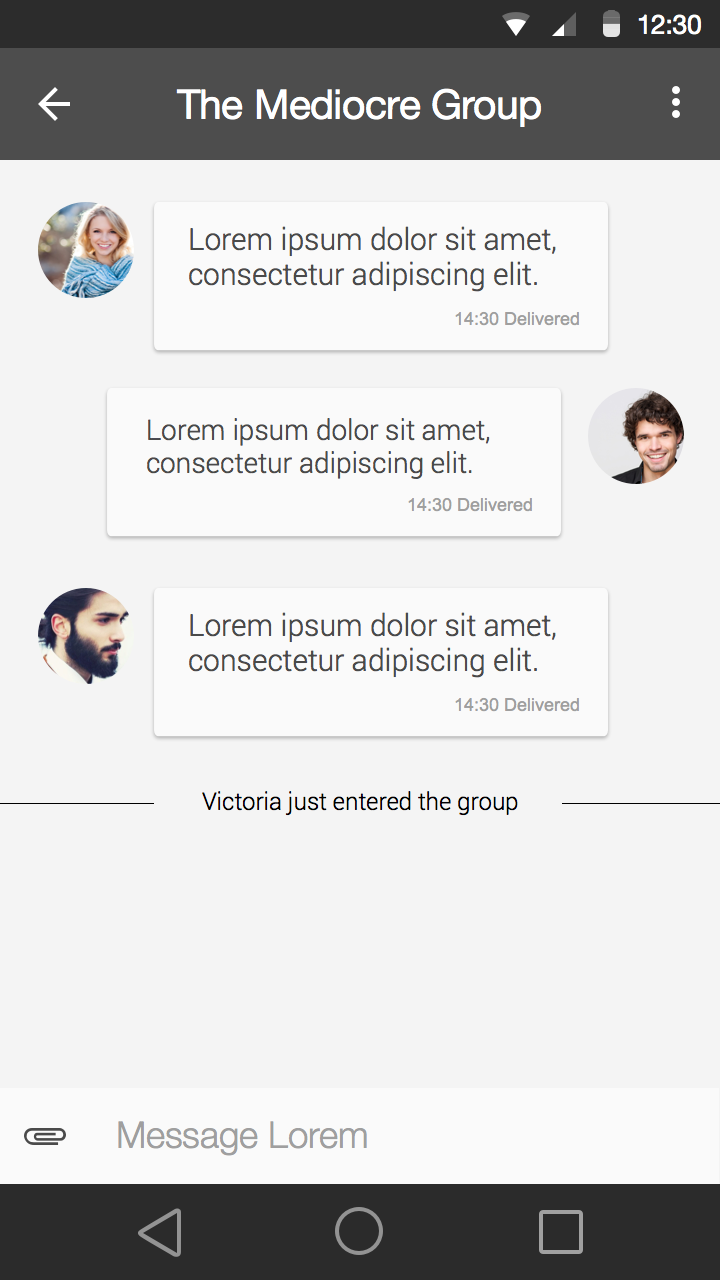 12:30
The Mediocre Group
Lorem ipsum dolor sit amet,
consectetur adipiscing elit.
14:30 Delivered
Lorem ipsum dolor sit amet,
consectetur adipiscing elit.
14:30 Delivered
Lorem ipsum dolor sit amet,
consectetur adipiscing elit.
14:30 Delivered
Victoria just entered the group
Message Lorem